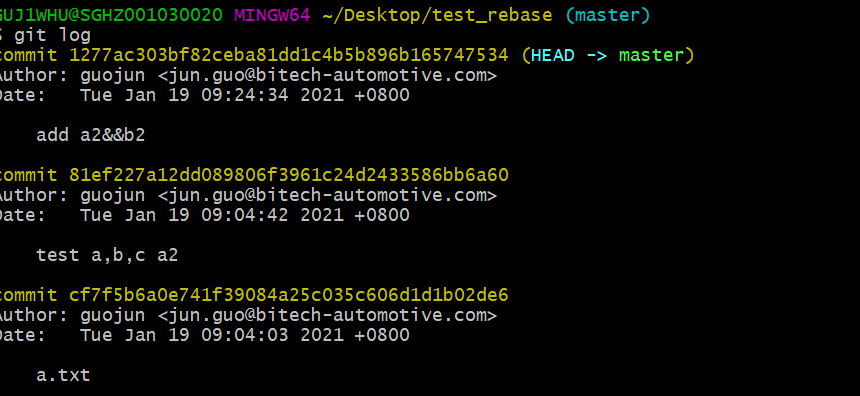 GUJ1WHU@SGHZ001030020 MINGW64 ~/Desktop/test_rebase (master)
$ git log
commit 1277ac303bf82ceba81dd1c4b5b896b165747534 (HEAD -> master)
Author: guojun <jun.guo@bitech-automotive.com>
Date:   Tue Jan 19 09:24:34 2021 +0800
    add a2&&b2
commit 81ef227a12dd089806f3961c24d2433586bb6a60
Author: guojun <jun.guo@bitech-automotive.com>
Date:   Tue Jan 19 09:04:42 2021 +0800
    test a,b,c a2
commit cf7f5b6a0e741f39084a25c035c606d1d1b02de6
Author: guojun <jun.guo@bitech-automotive.com>
Date:   Tue Jan 19 09:04:03 2021 +0800
    a.txt